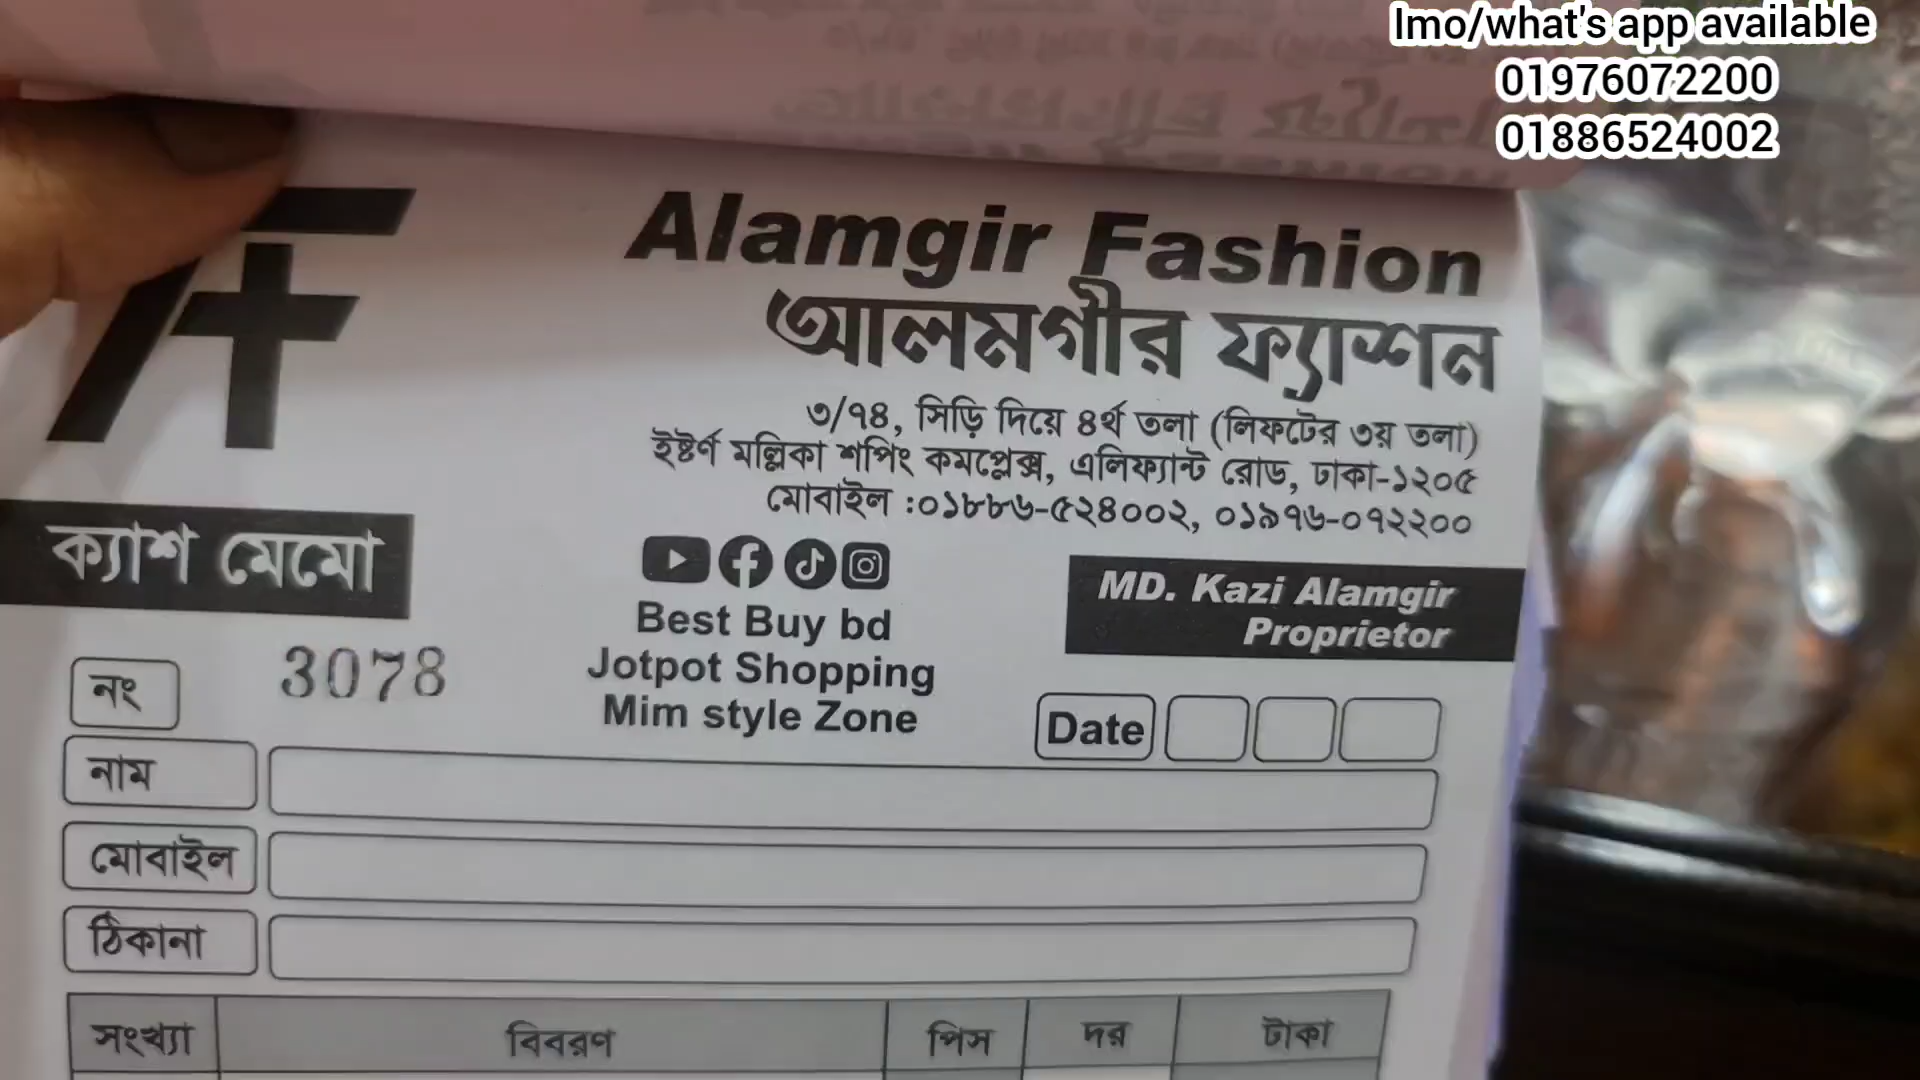 Imo/what's app available
01976072200
01886524002
AF
Alamgir Fashion
আলমগীর ফ্যাশন
৩/৭৪, সিড়ি দিয়ে ৪র্থ তলা (লিফটের ৩য় তলা)
ইষ্টর্ণ মল্লিকা শপিং কমপ্লেক্স, এলিফ্যান্ট রোড, ঢাকা-১২০৫
মোবাইল :০১৮৮৬-৫২৪০০২, ০১৯৭৬-০৭২২০০
ক্যাশ মেমো
MD. Kazi Alamgir
Proprietor
Best Buy bd
Jotpot Shopping
Mim style Zone
নং 3078
Date
নাম
মোবাইল
ঠিকানা
সংখ্যা বিবরণ পিস দর টাকা